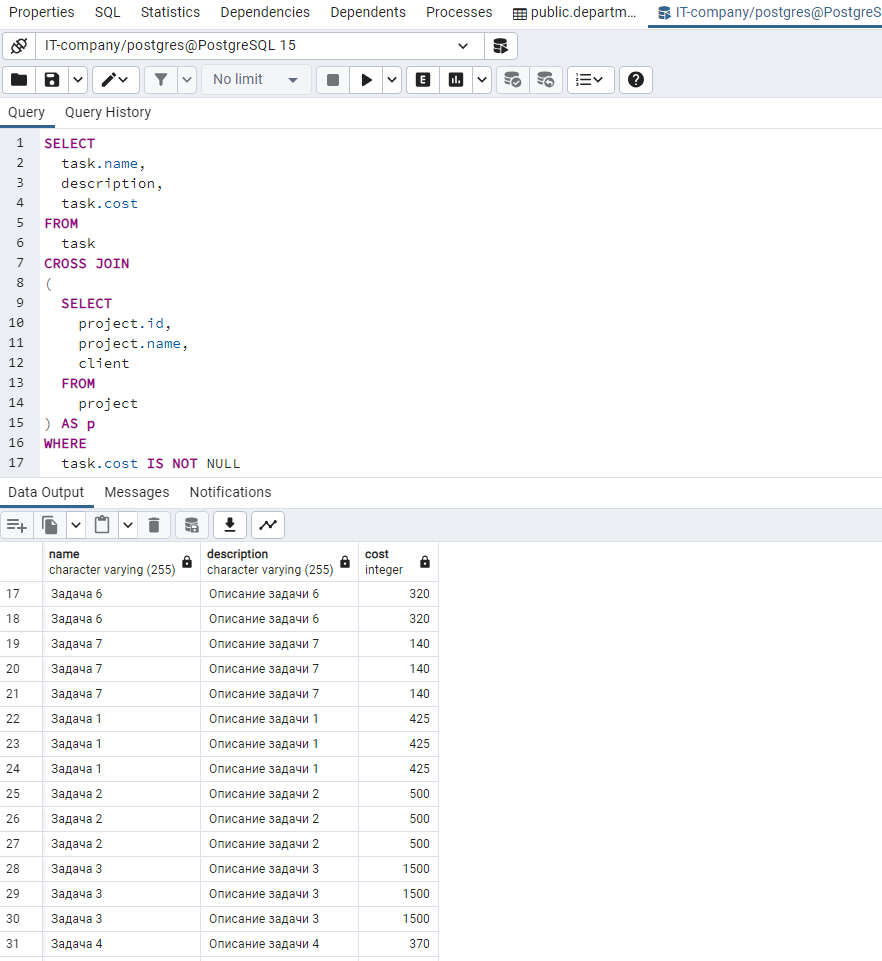 Properties SQL Statistics Dependencies Dependents Processes public.departm... IT-company/postgres@PostgreS
IT-company/postgres@PostgreSQL 15
No limit
E
Query Query History
1 SELECT
2 task.name,
3 description,
4 task.cost
5 FROM
6 task
7 CROSS JOIN
8 (
9 SELECT
10 project.id,
11 project.name,
12 client
13 FROM
14 project
15 ) AS p
16 WHERE
17 task.cost IS NOT NULL
Data Output Messages Notifications
name description cost
character varying (255) character varying (255) integer
17 Задача 6 Описание задачи 6 320
18 Задача 6 Описание задачи 6 320
19 Задача 7 Описание задачи 7 140
20 Задача 7 Описание задачи 7 140
21 Задача 7 Описание задачи 7 140
22 Задача 1 Описание задачи 1 425
23 Задача 1 Описание задачи 1 425
24 Задача 1 Описание задачи 1 425
25 Задача 2 Описание задачи 2 500
26 Задача 2 Описание задачи 2 500
27 Задача 2 Описание задачи 2 500
28 Задача 3 Описание задачи 3 1500
29 Задача 3 Описание задачи 3 1500
30 Задача 3 Описание задачи 3 1500
31 Задача 4 Описание задачи 4 370